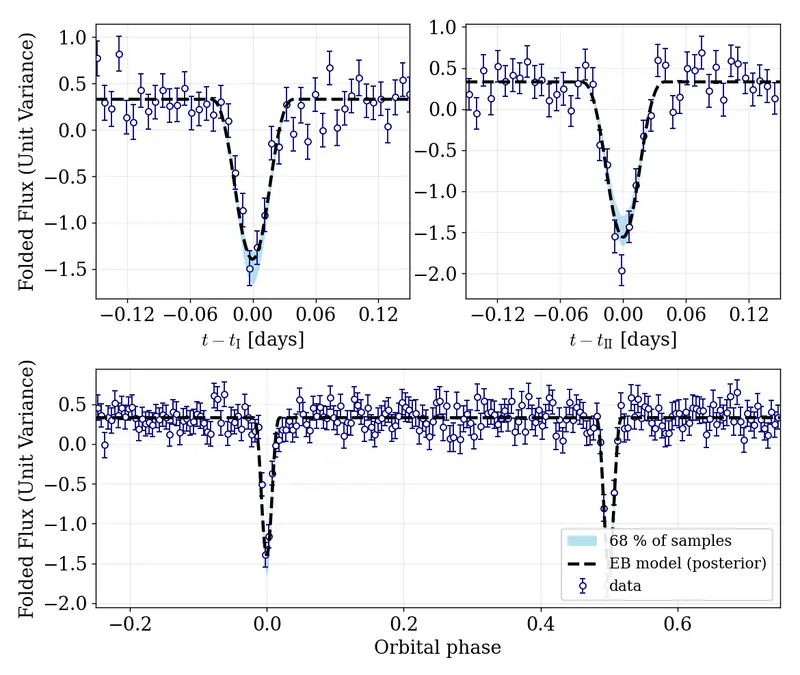 Folded Flux (Unit Variance)
1.0
0.5
0.0
−0.5
−1.0
−1.5
−0.12 −0.06 0.00 0.06 0.12
t − tI [days]
1.0
0.5
0.0
−0.5
−1.0
−1.5
−2.0
−0.12 −0.06 0.00 0.06 0.12
t − tII [days]
Folded Flux (Unit Variance)
0.5
0.0
−0.5
−1.0
−1.5
−2.0
−0.2 0.0 0.2 0.4 0.6
Orbital phase
68 % of samples
EB model (posterior)
data